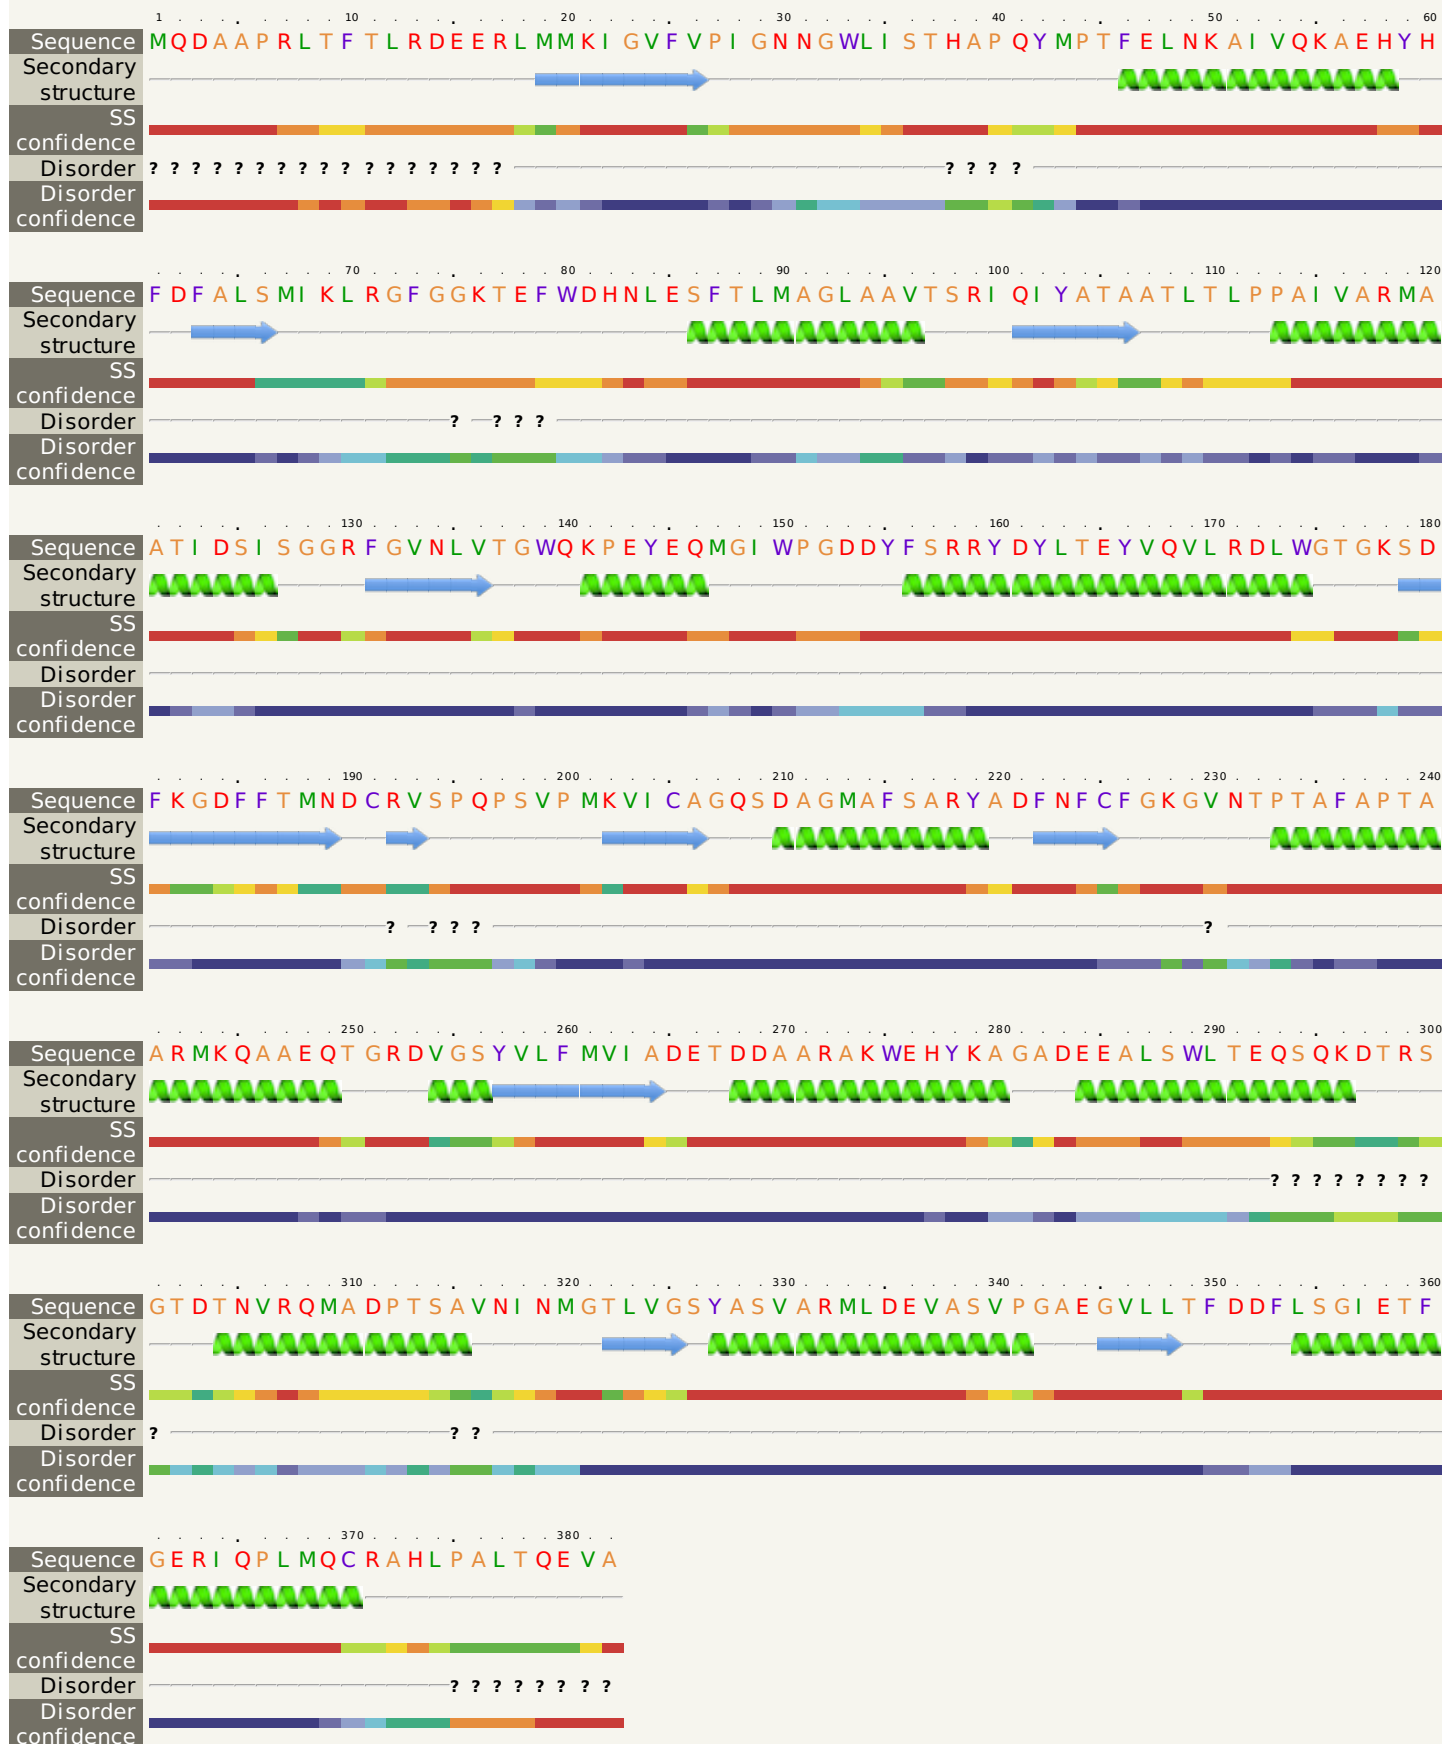 1 10 20 30 40 50 60
Sequence MQDAAPRLTFTLRDEERLMMKIGVFVPIGNNGWLISTHAPQYMPTFELNKAIVQKAEHYH
Secondary
structure
SS
confidence
Disorder ? ? ? ? ? ? ? ? ? ? ? ? ? ? ? ? ? ? ? ? ?
Disorder
confidence
70 80 90 100 110 120
Sequence FDFALSMIKLRGFGGKTEFWDHNLESFTLMAGLAAVTSRIQIYATAATLTLPPAIVARMA
Secondary
structure
SS
confidence
Disorder ? ? ? ?
Disorder
confidence
130 140 150 160 170 180
Sequence ATIDSISGGRFGVNLVTGWQKPEYEQMGIWPGDDYFSRRYDYLTEYVQVLRDLWGTGKSD
Secondary
structure
SS
confidence
Disorder
Disorder
confidence
190 200 210 220 230 240
Sequence FKGDFFTMNDCRVSPQPSVPMKVICAGQSDAGMAFSARYADFNFCFGKGVNTPTAFAPTA
Secondary
structure
SS
confidence
Disorder ? ? ? ? ?
Disorder
confidence
250 260 270 280 290 300
Sequence ARMKQAAEQTGRDVGSYVLFMVIADETDDAARAKWEHYKAGADEEALSWLTEQSQKDTRS
Secondary
structure
SS
confidence
Disorder ? ? ? ? ? ? ? ?
Disorder
confidence
310 320 330 340 350 360
Sequence GTDTNVRQMADPTSAVNINMGTLVGSYASVARMLDEVASVPGAEGVLLTFDDFLSGIETF
Secondary
structure
SS
confidence
Disorder ? ? ?
Disorder
confidence
370 380
Sequence GERIQPLMQCRAHLPALTQEVA
Secondary
structure
SS
confidence
Disorder ? ? ? ? ? ? ? ?
Disorder
confidence